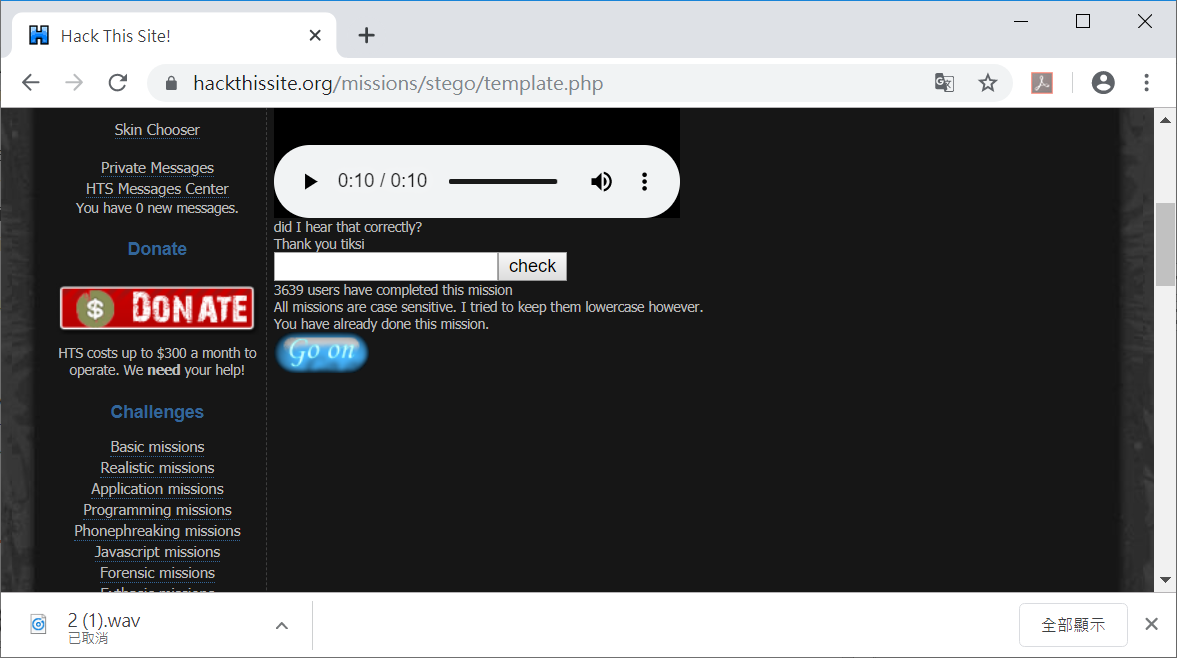 Hack This Site!
hackthissite.org/missions/stego/template.php
Skin Chooser
Private Messages
HTS Messages Center
You have 0 new messages.
Donate
DONATE
HTS costs up to $300 a month to
operate. We need your help!
Challenges
Basic missions
Realistic missions
Application missions
Programming missions
Phonephreaking missions
Javascript missions
Forensic missions
0:10 / 0:10
did I hear that correctly?
Thank you tiksi
check
3639 users have completed this mission
All missions are case sensitive. I tried to keep them lowercase however.
You have already done this mission.
Go on
2 (1).wav
已取消
全部顯示